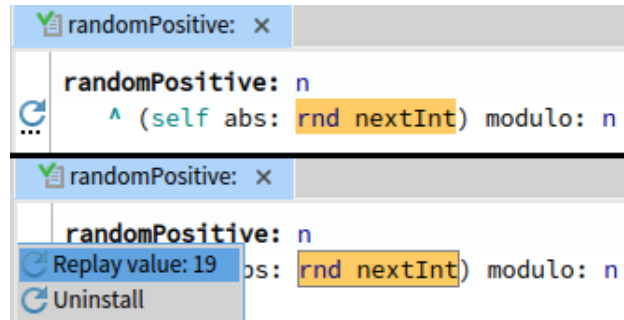 randomPositive: ×
randomPositive: n
^ (self abs: rnd nextInt) modulo: n
randomPositive: ×
randomPositive: n
Replay value: 19
bs: rnd nextInt) modulo: n
Uninstall